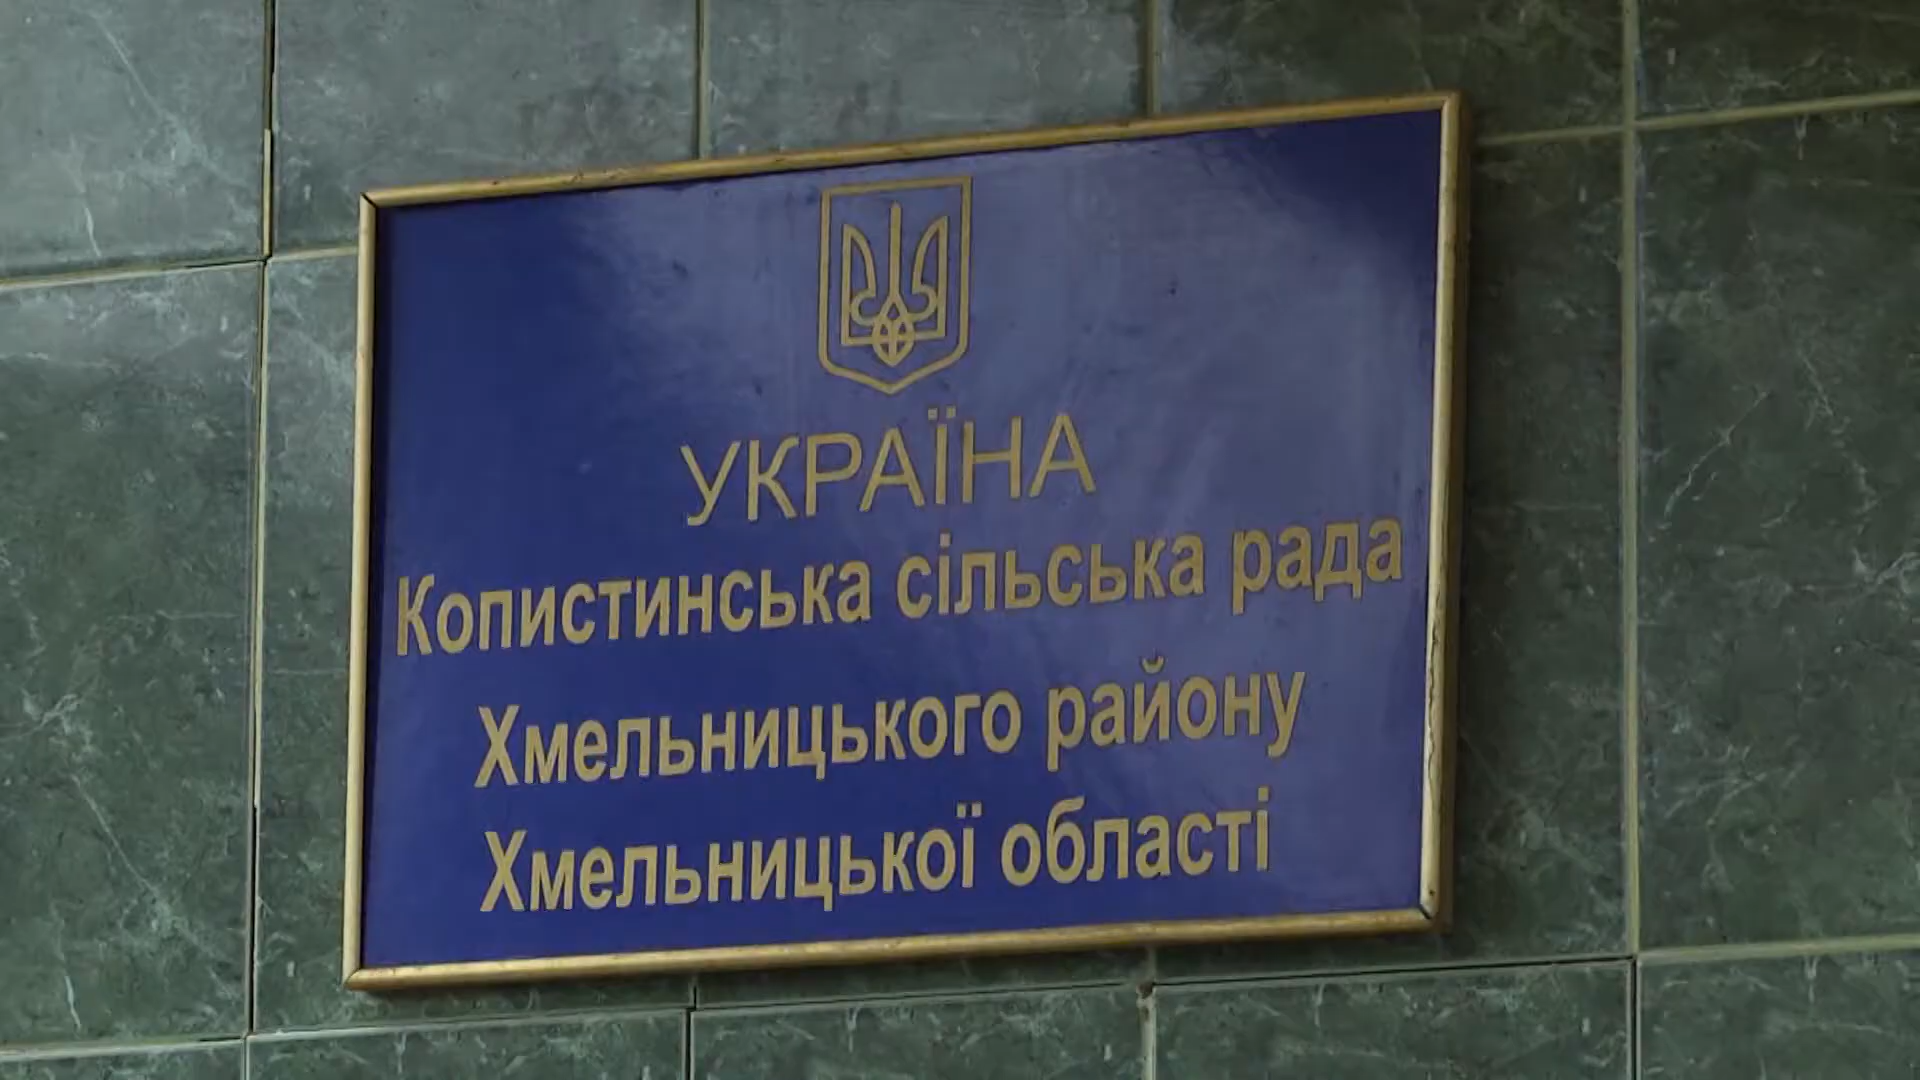 УКРАЇНА
Копистинська сільська рада
Хмельницького району
Хмельницької області